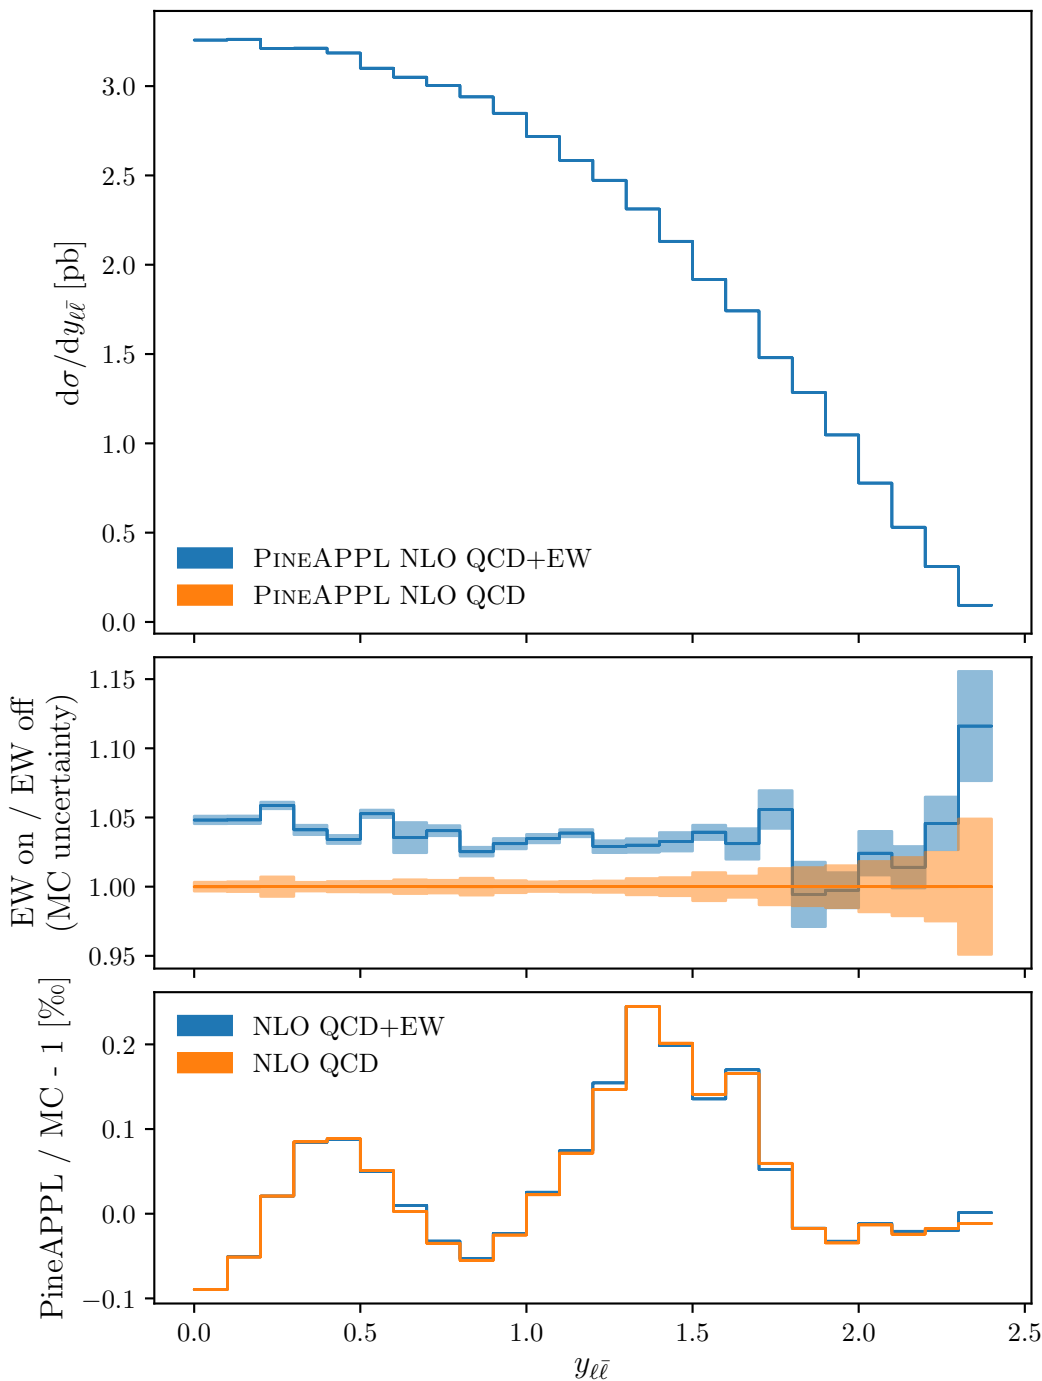 3.0
2.5
2.0
1.5
1.0
0.5
0.0
dσ/dy_{ℓℓ̄} [pb]
PINEAPPL NLO QCD+EW
PINEAPPL NLO QCD
1.15
1.10
1.05
1.00
0.95
EW on / EW off
(MC uncertainty)
0.2
0.1
0.0
−0.1
PineAPPL / MC - 1 [‰]
NLO QCD+EW
NLO QCD
0.0 0.5 1.0 1.5 2.0 2.5
y_{ℓℓ̄}